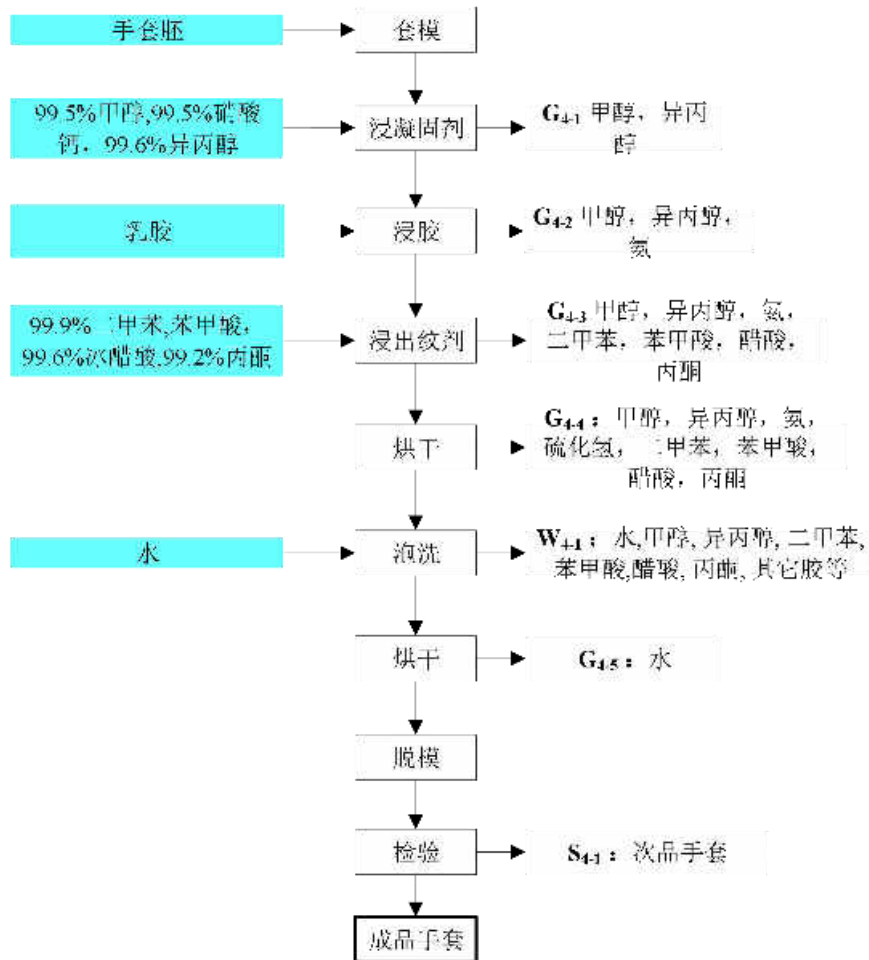 手套胚
套模
99.5%甲醇,99.5%硝酸
钙,99.6%异丙醇
浸凝固剂
G4-1 甲醇,异丙
醇
乳胶
浸胶
G4-2 甲醇,异丙醇,
氨
99.9%二甲苯,苯甲酸,
99.6%冰醋酸,99.2%丙酮
浸出纹剂
G4-3 甲醇,异丙醇,氨,
二甲苯,苯甲酸,醋酸,
丙酮
烘干
G4-4:甲醇,异丙醇,氨,
硫化氢,二甲苯,苯甲酸,
醋酸,丙酮
水
泡洗
W4-1:水,甲醇,异丙醇,二甲苯,
苯甲酸,醋酸,丙酮,其它胶等
烘干
G4-5:水
脱模
检验
S4-1:次品手套
成品手套